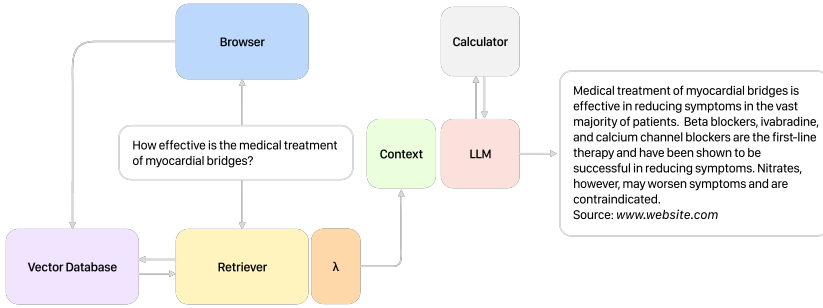 Browser
Calculator
How effective is the medical treatment
of myocardial bridges?
Context
LLM
Medical treatment of myocardial bridges is
effective in reducing symptoms in the vast
majority of patients. Beta blockers, ivabradine,
and calcium channel blockers are the first-line
therapy and have been shown to be
successful in reducing symptoms. Nitrates,
however, may worsen symptoms and are
contraindicated.
Source: www.website.com
Vector Database
Retriever
λ